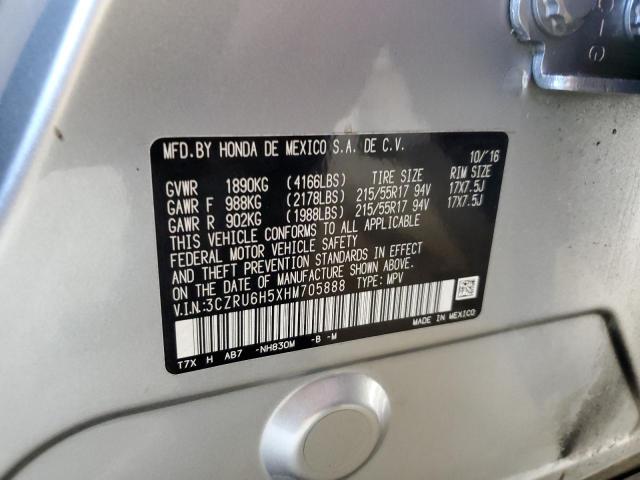 MFD.BY HONDA DE MEXICO S.A. DE C.V. 10/'16
GVWR 1890KG (4166LBS) TIRE SIZE RIM SIZE
GAWR F 988KG (2178LBS) 215/55R17 94V 17X7.5J
GAWR R 902KG (1988LBS) 215/55R17 94V 17X7.5J
THIS VEHICLE CONFORMS TO ALL APPLICABLE
FEDERAL MOTOR VEHICLE SAFETY
STANDARDS IN EFFECT
ON THE DATE OF MANUFACTURE SHOWN ABOVE.
V.I.N:3CZRU6H5XHM705888 TYPE: MPV
MADE IN MEXICO
T7X H AB7 -NH830M -B -M